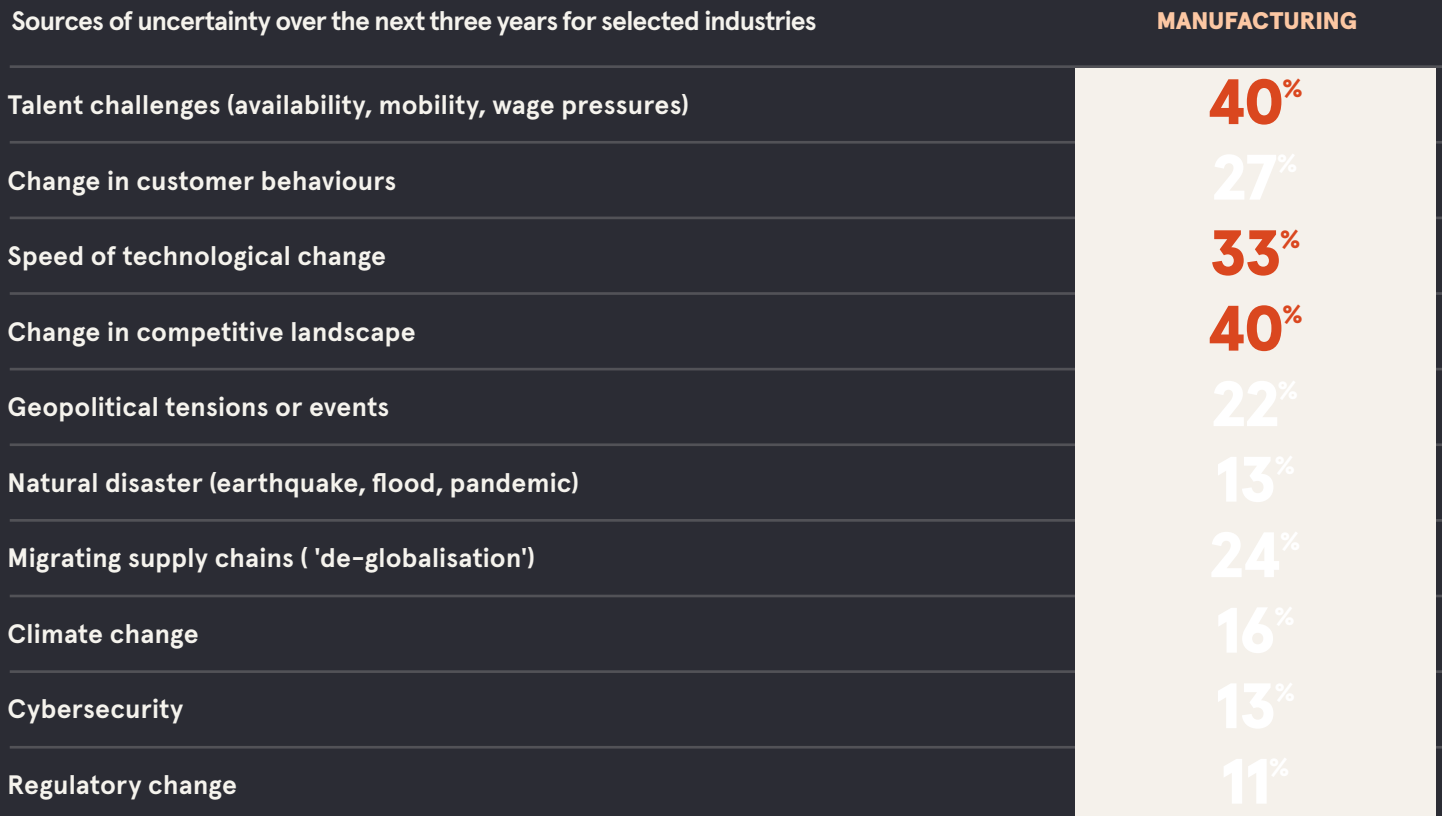 Sources of uncertainty over the next three years for selected industries MANUFACTURING
Talent challenges (availability, mobility, wage pressures) 40%
Change in customer behaviours 27%
Speed of technological change 33%
Change in competitive landscape 40%
Geopolitical tensions or events 22%
Natural disaster (earthquake, flood, pandemic) 13%
Migrating supply chains ( 'de-globalisation') 24%
Climate change 16%
Cybersecurity 13%
Regulatory change 11%